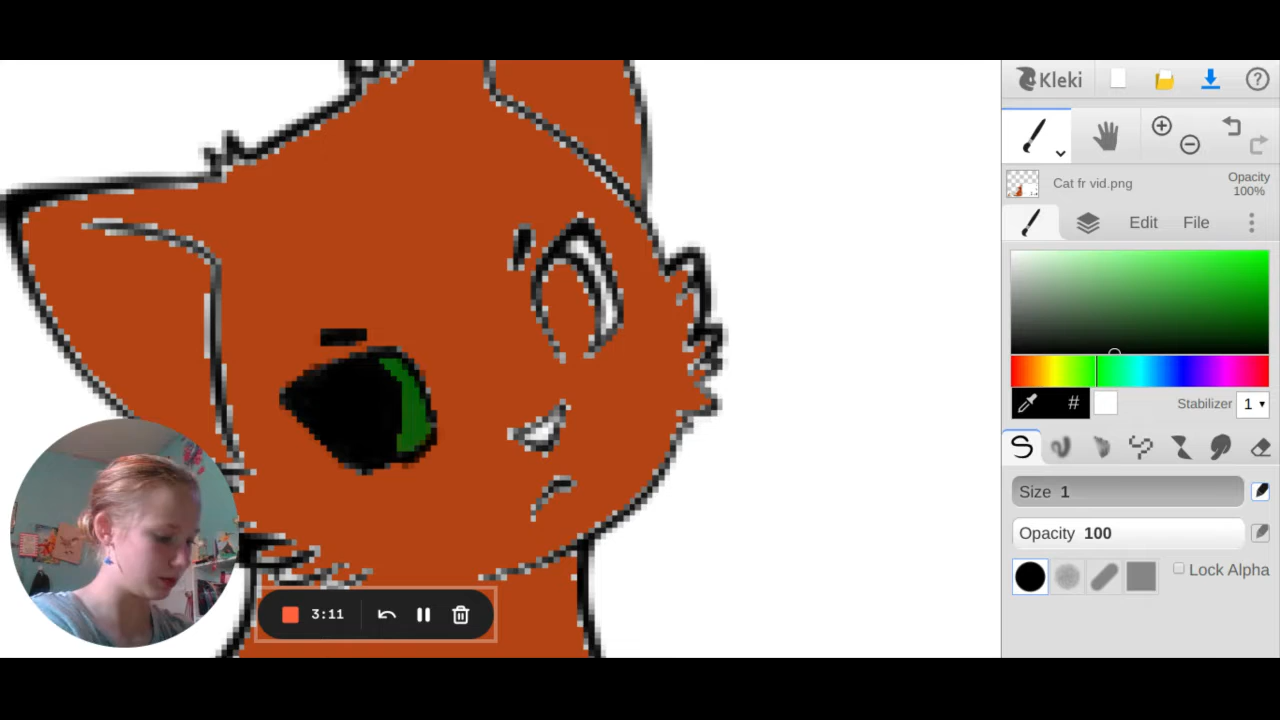 Kleki
?
Cat fr vid.png
Opacity
100%
Edit File
#
Stabilizer 1
Size 1
Opacity 100
Lock Alpha
3:11